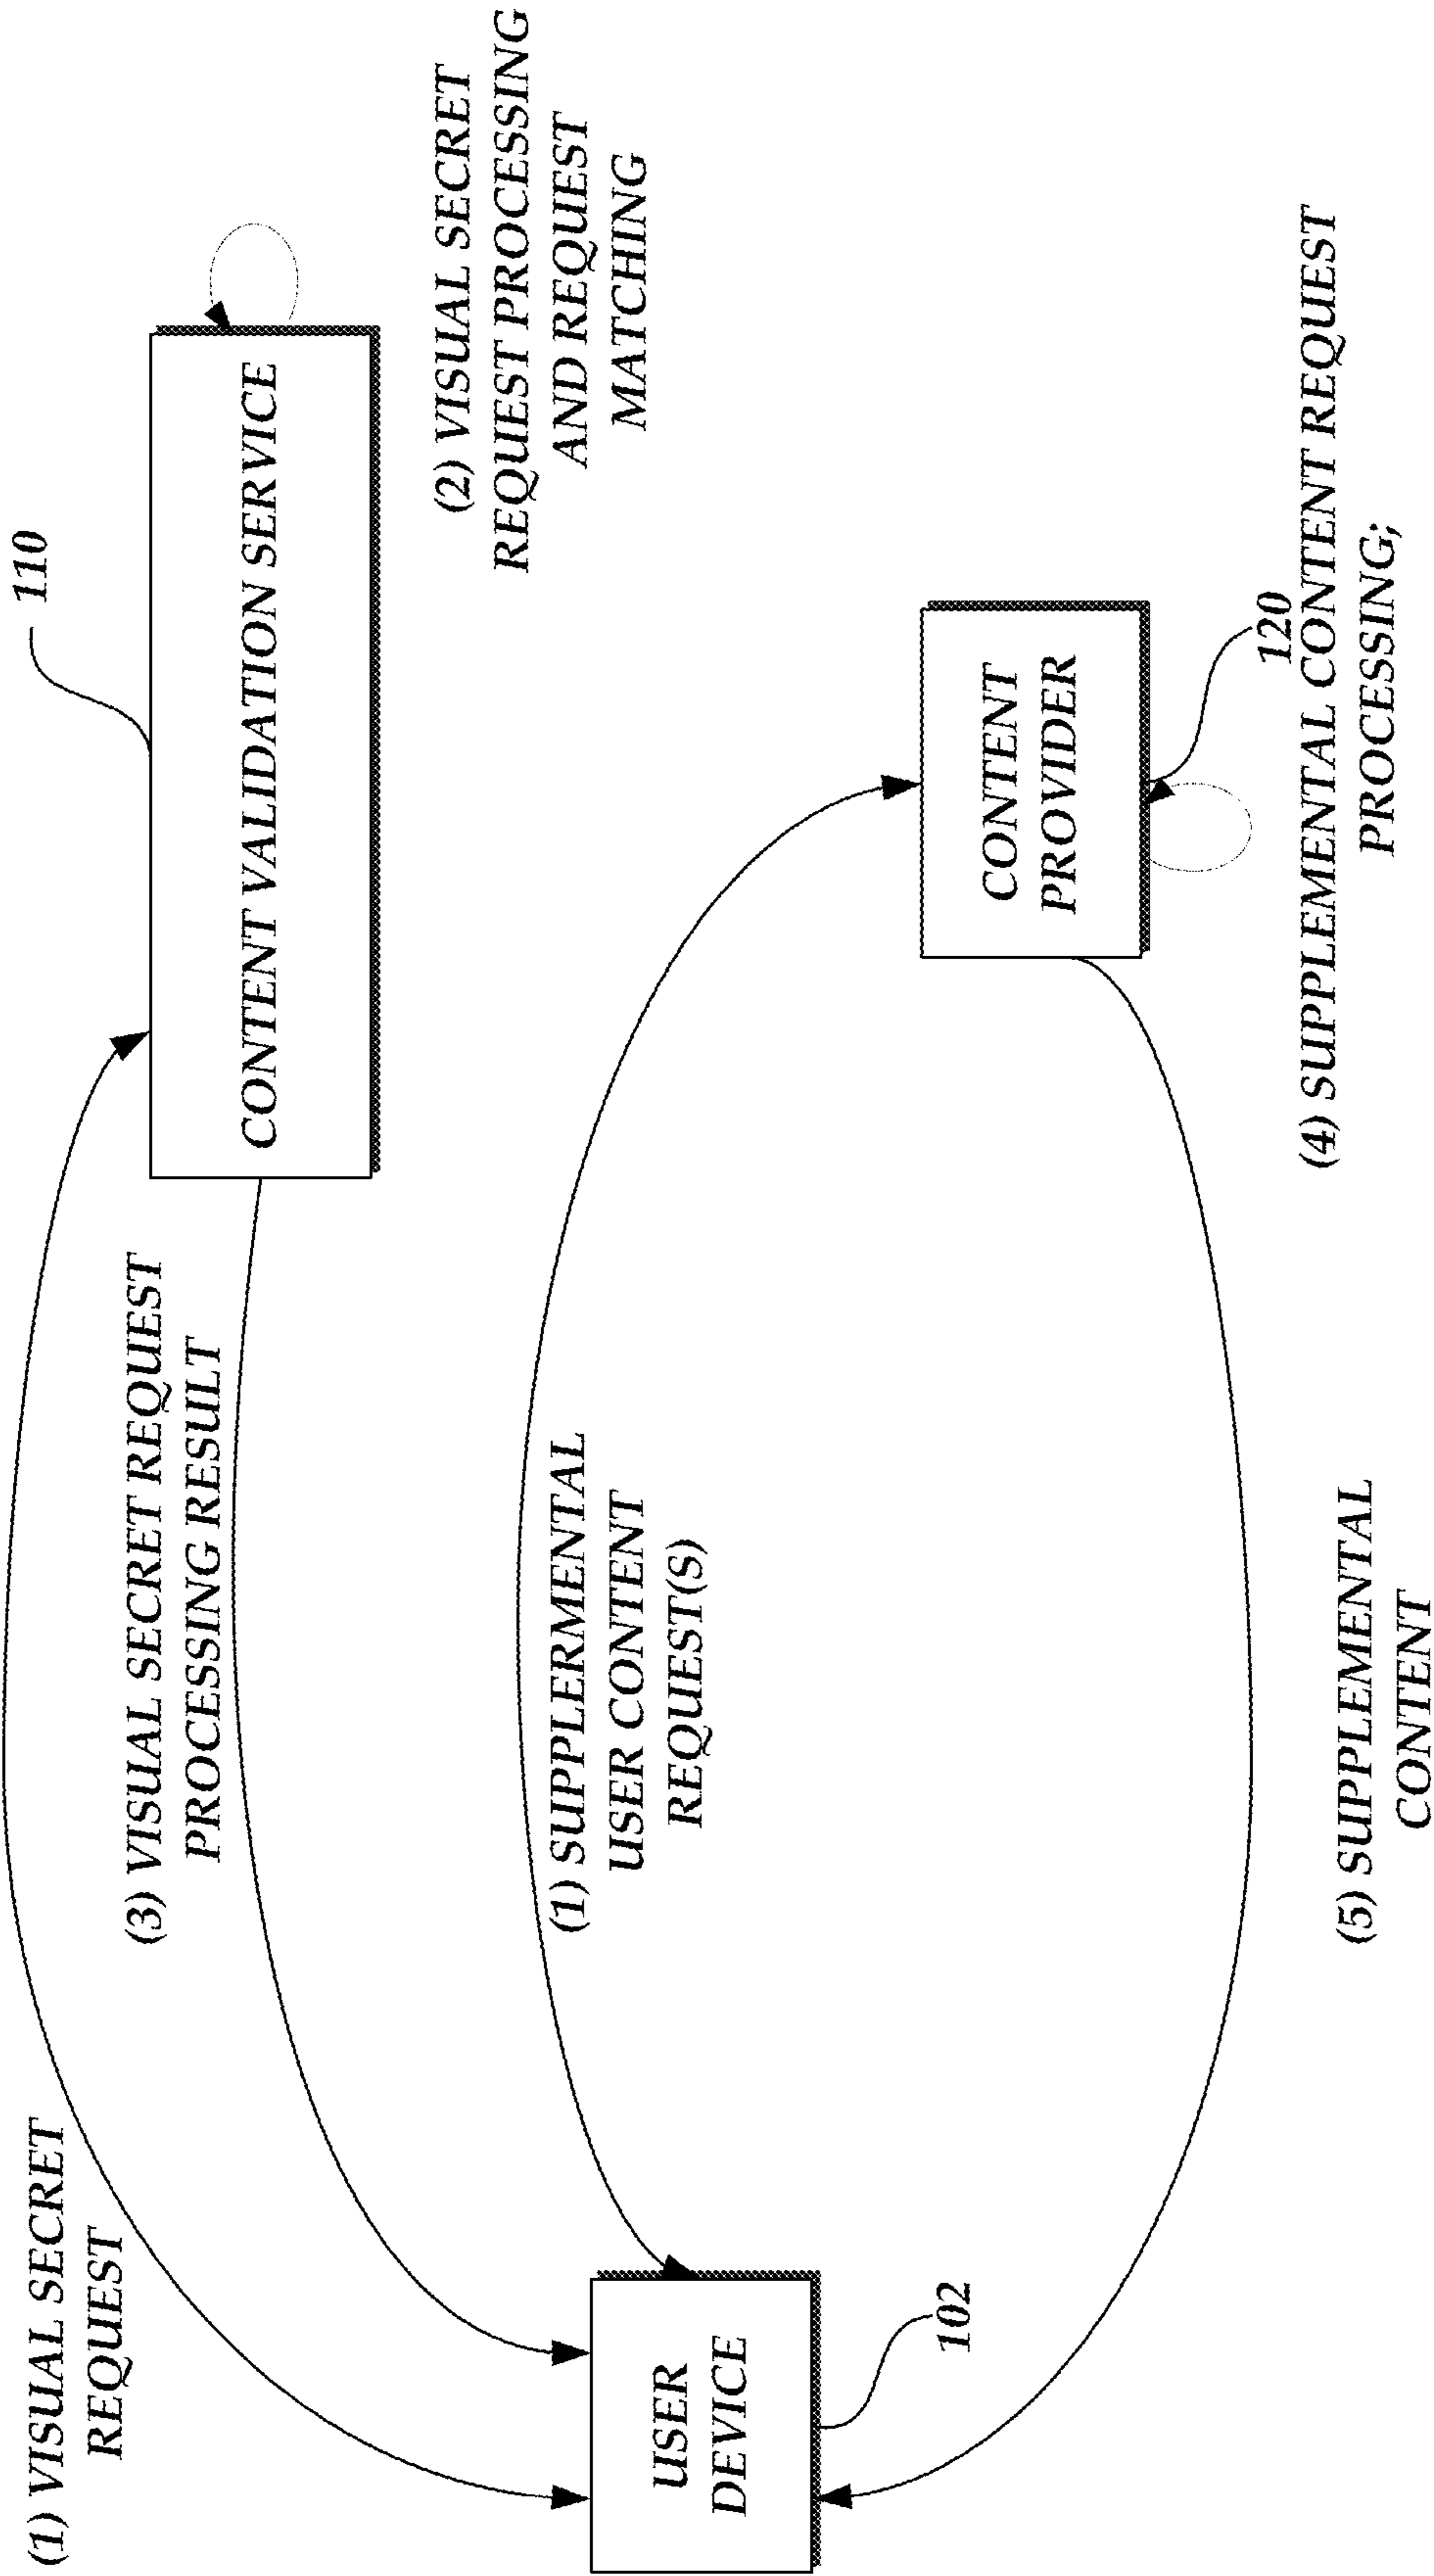 (1) VISUAL SECRET
REQUEST
110
CONTENT VALIDATION SERVICE
(3) VISUAL SECRET REQUEST
PROCESSING RESULT
(2) VISUAL SECRET
REQUEST PROCESSING
AND REQUEST
MATCHING
(1) SUPPLERMENTAL
USER CONTENT
REQUEST(S)
USER
DEVICE
102
CONTENT
PROVIDER
120
(4) SUPPLEMENTAL CONTENT REQUEST
PROCESSING;
(5) SUPPLEMENTAL
CONTENT